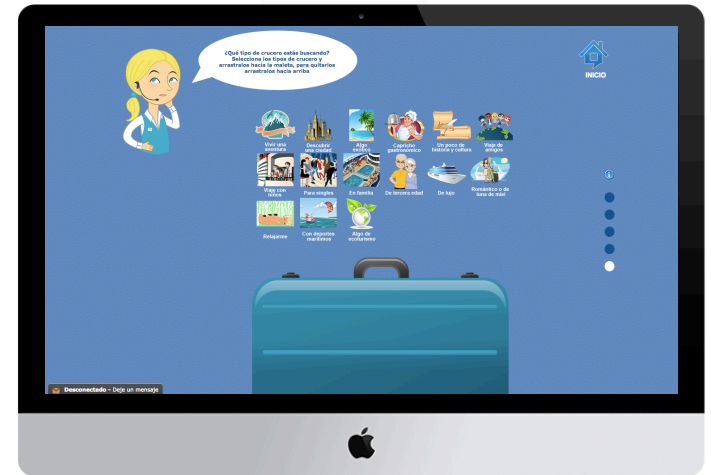 ¿Qué tipo de crucero estás buscando?
Selecciona los tipos de crucero y
arrastralos hacia la maleta, para quitarlos
arrastralos hacia arriba
INICIO
Vivir una
aventura
Descubrir
una ciudad
Algo
exótico
Capricho
gastronómico
Un poco de
historia y cultura
Viaje de
amigos
Viaje con
niños
Para singles
En familia
De tercera edad
De lujo
Romántico o de
luna de miel
Relajarme
Con deportes
marítimos
Algo de
ecoturismo
Desconectado - Deje un mensaje